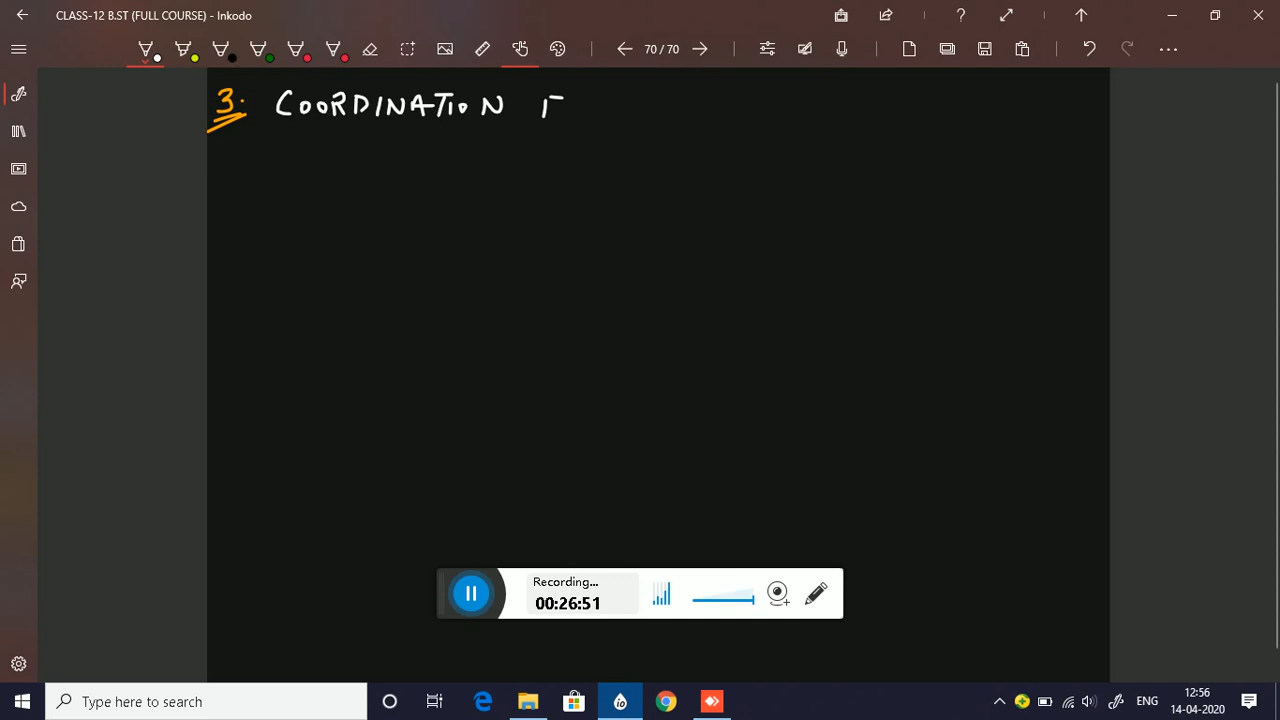 CLASS-12 B.ST (FULL COURSE) - Inkodo
70 / 70
3. COORDINATION
Recording...
00:26:51
Type here to search
ENG
12:56
14-04-2020